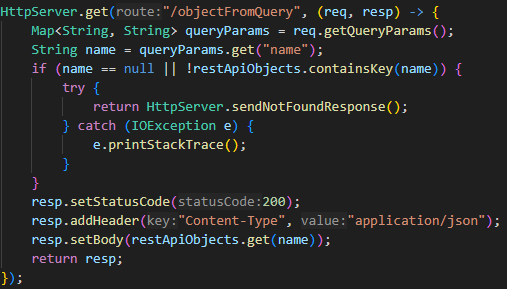 HttpServer.get(route:"/objectFromQuery", (req, resp) -> {
    Map<String, String> queryParams = req.getQueryParams();
    String name = queryParams.get("name");
    if (name == null || !restApiObjects.containsKey(name)) {
        try {
            return HttpServer.sendNotFoundResponse();
        } catch (IOException e) {
            e.printStackTrace();
        }
    }
    resp.setStatusCode(statusCode:200);
    resp.addHeader(key:"Content-Type", value:"application/json");
    resp.setBody(restApiObjects.get(name));
    return resp;
});